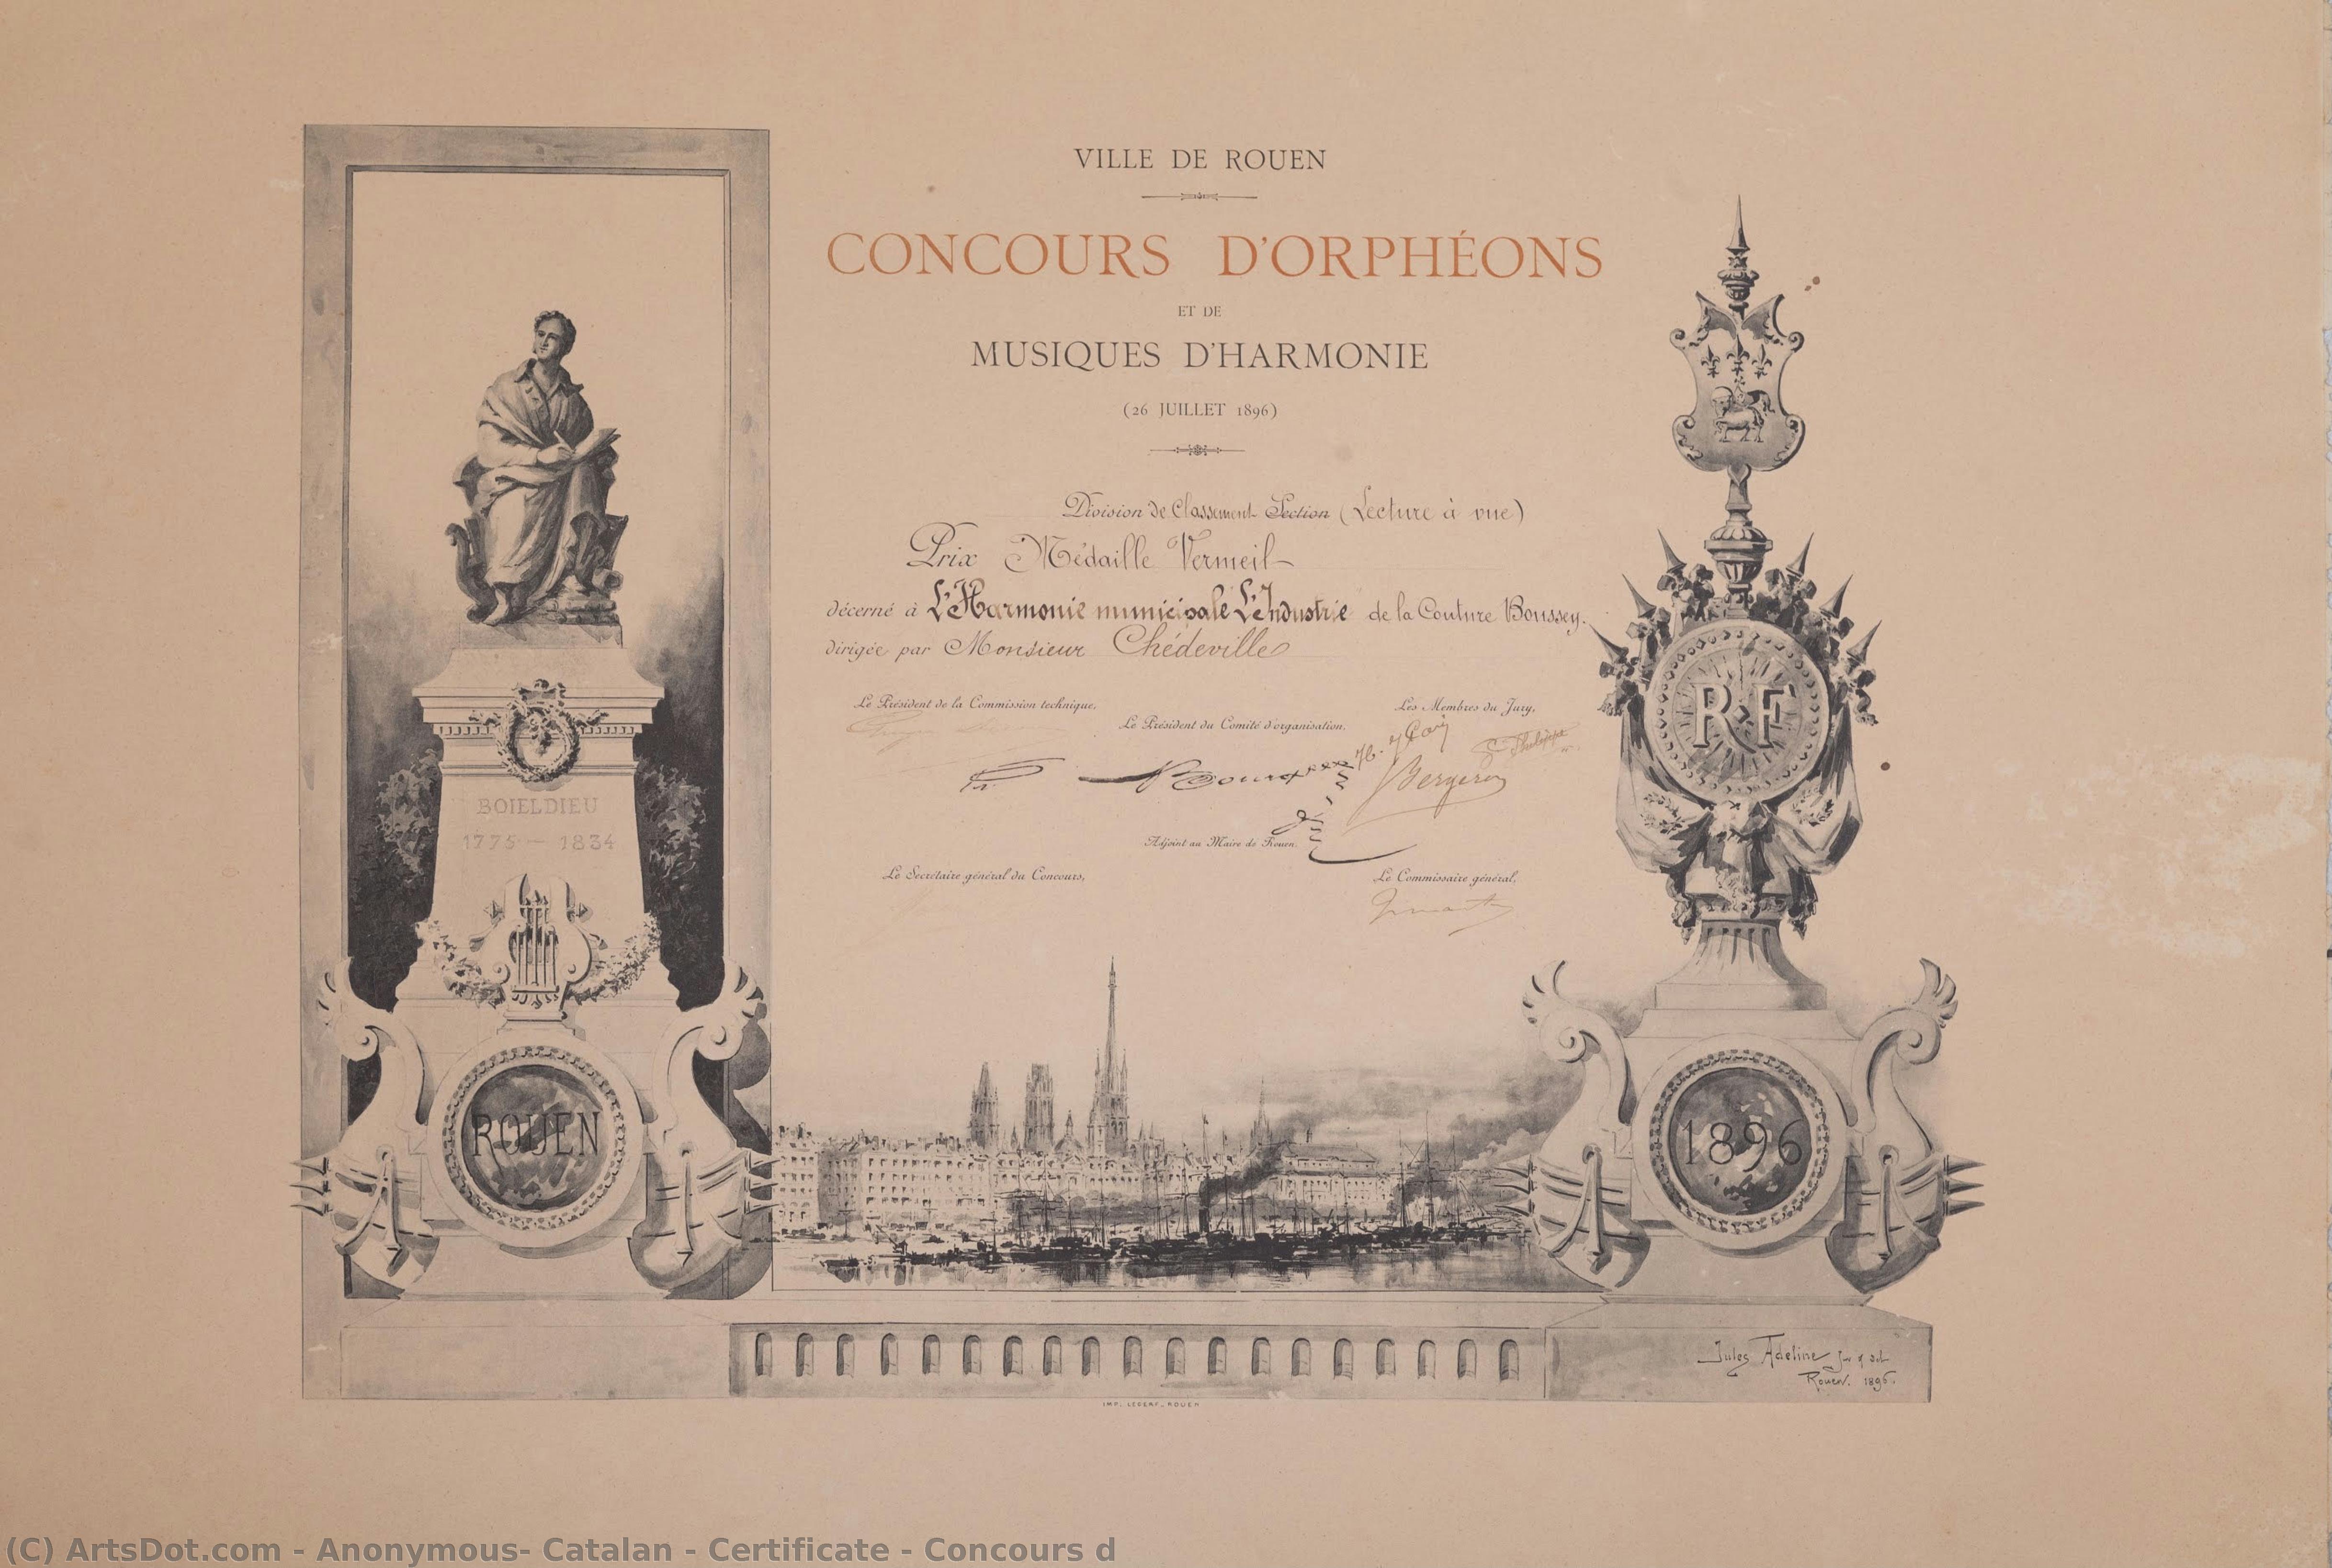 VILLE DE ROUEN
CONCOURS D'ORPHÉONS
ET DE
MUSIQUES D'HARMONIE
(26 JUILLET 1896)
Division de Classement Section (Lecture à vue)
Prix Médaille Vermeil
décerné à L'Harmonie municipale L'Industrie de la Couture Boussey.
dirigée par Monsieur Chédeville
Le Président de la Commission technique,
Le Président du Comité d'organisation.
Les Membres du Jury,
Bergeron
Adjoint au Maire de Rouen.
Le Secrétaire général du Concours,
Le Commissaire général,
BOIELDIEU
1775 - 1834
ROUEN
RF
1896
Jules Adeline
Rouen. 1896.
IMP. LECERF_ROUEN
(C) ArtsDot.com - Anonymous- Catalan - Certificate - Concours d